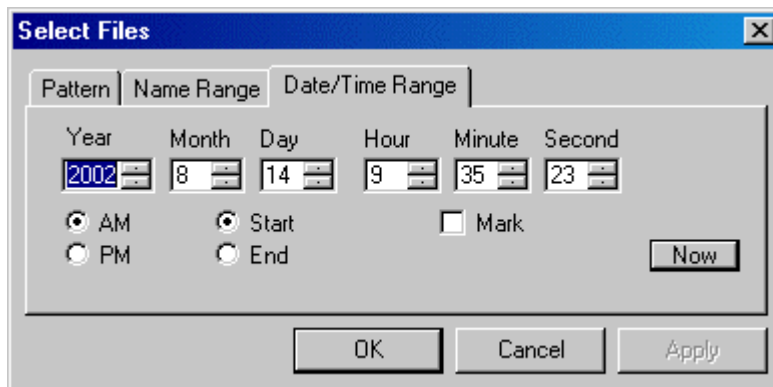 Select Files
Pattern Name Range Date/Time Range
Year Month Day Hour Minute Second
2002 8 14 9 35 23
AM Start Mark
PM End Now
OK Cancel Apply